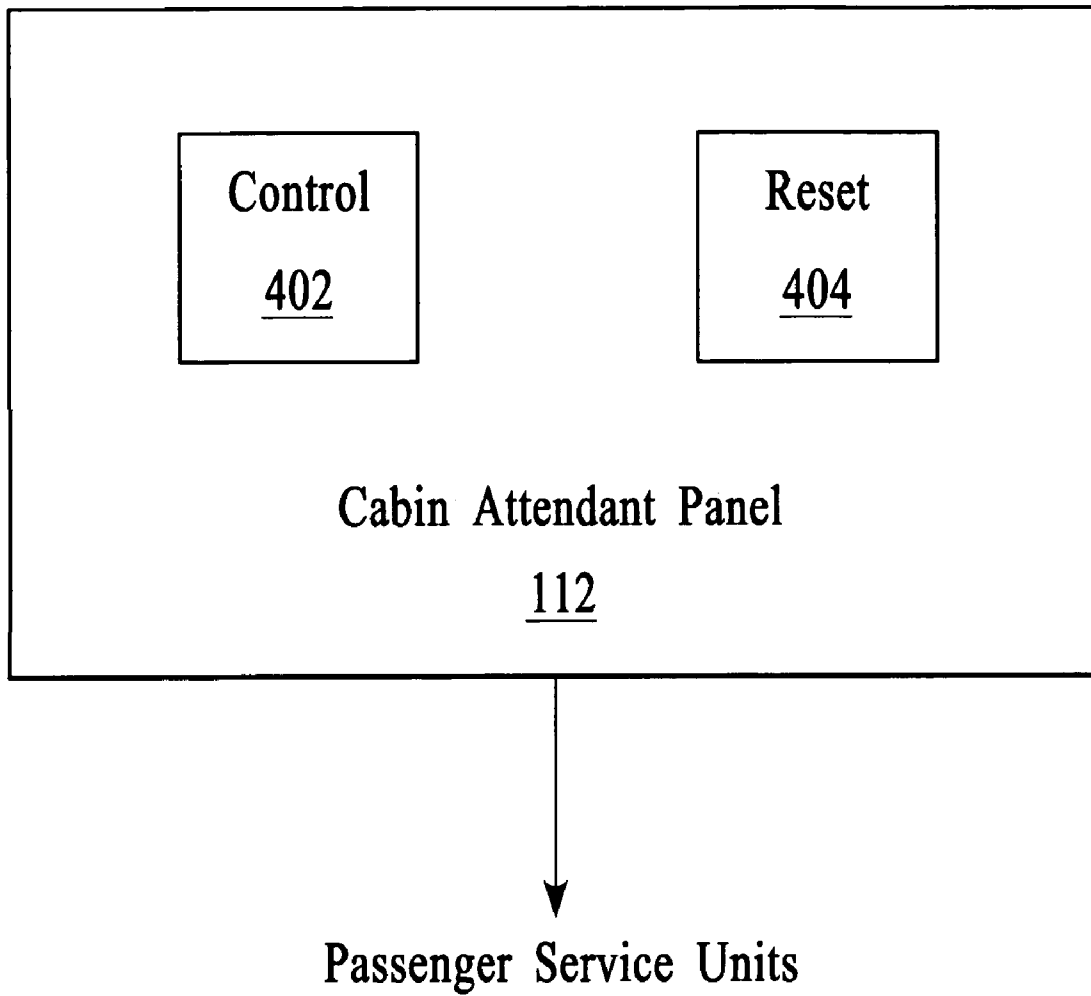 Control
402
Reset
404
Cabin Attendant Panel
112
Passenger Service Units